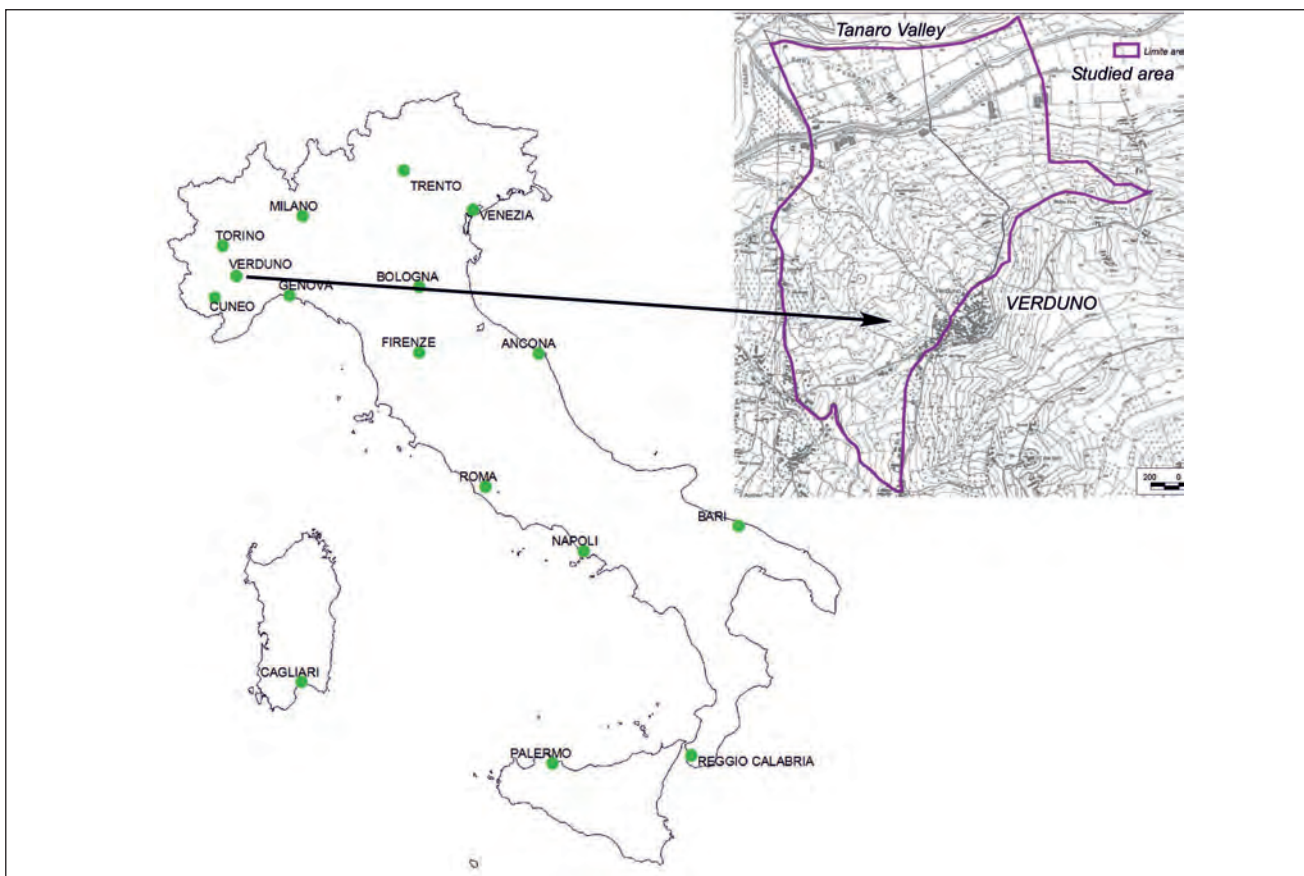 Tanaro Valley
Limite area
Studied area
TRENTO
MILANO
VENEZIA
TORINO
VERDUNO
BOLOGNA
GENOVA
CUNEO
VERDUNO
FIRENZE
ANCONA
200 0
ROMA
BARI
NAPOLI
CAGLIARI
PALERMO
REGGIO CALABRIA